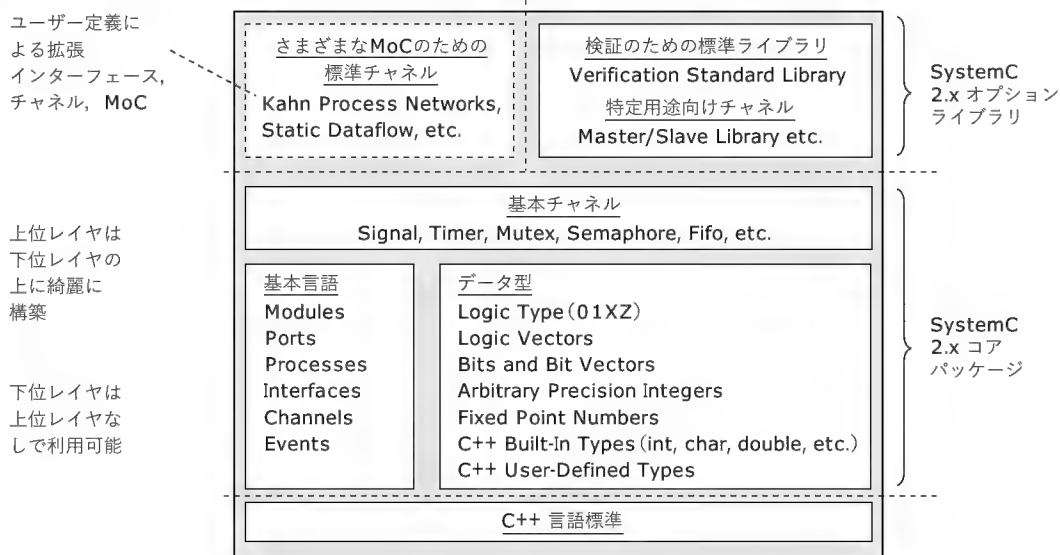 ユーザー定義に
よる拡張
インターフェース,
チャネル, MoC
さまざまなMoCのための
標準チャネル
Kahn Process Networks,
Static Dataflow, etc.
検証のための標準ライブラリ
Verification Standard Library
特定用途向けチャネル
Master/Slave Library etc.
SystemC
2.x オプション
ライブラリ
上位レイヤは
下位レイヤの
上に綺麗に
構築
下位レイヤは
上位レイヤな
しで利用可能
基本チャネル
Signal, Timer, Mutex, Semaphore, Fifo, etc.
基本言語
Modules
Ports
Processes
Interfaces
Channels
Events
データ型
Logic Type(01XZ)
Logic Vectors
Bits and Bit Vectors
Arbitrary Precision Integers
Fixed Point Numbers
C++ Built-In Types(int, char, double, etc.)
C++ User-Defined Types
SystemC
2.x コア
パッケージ
C++ 言語標準